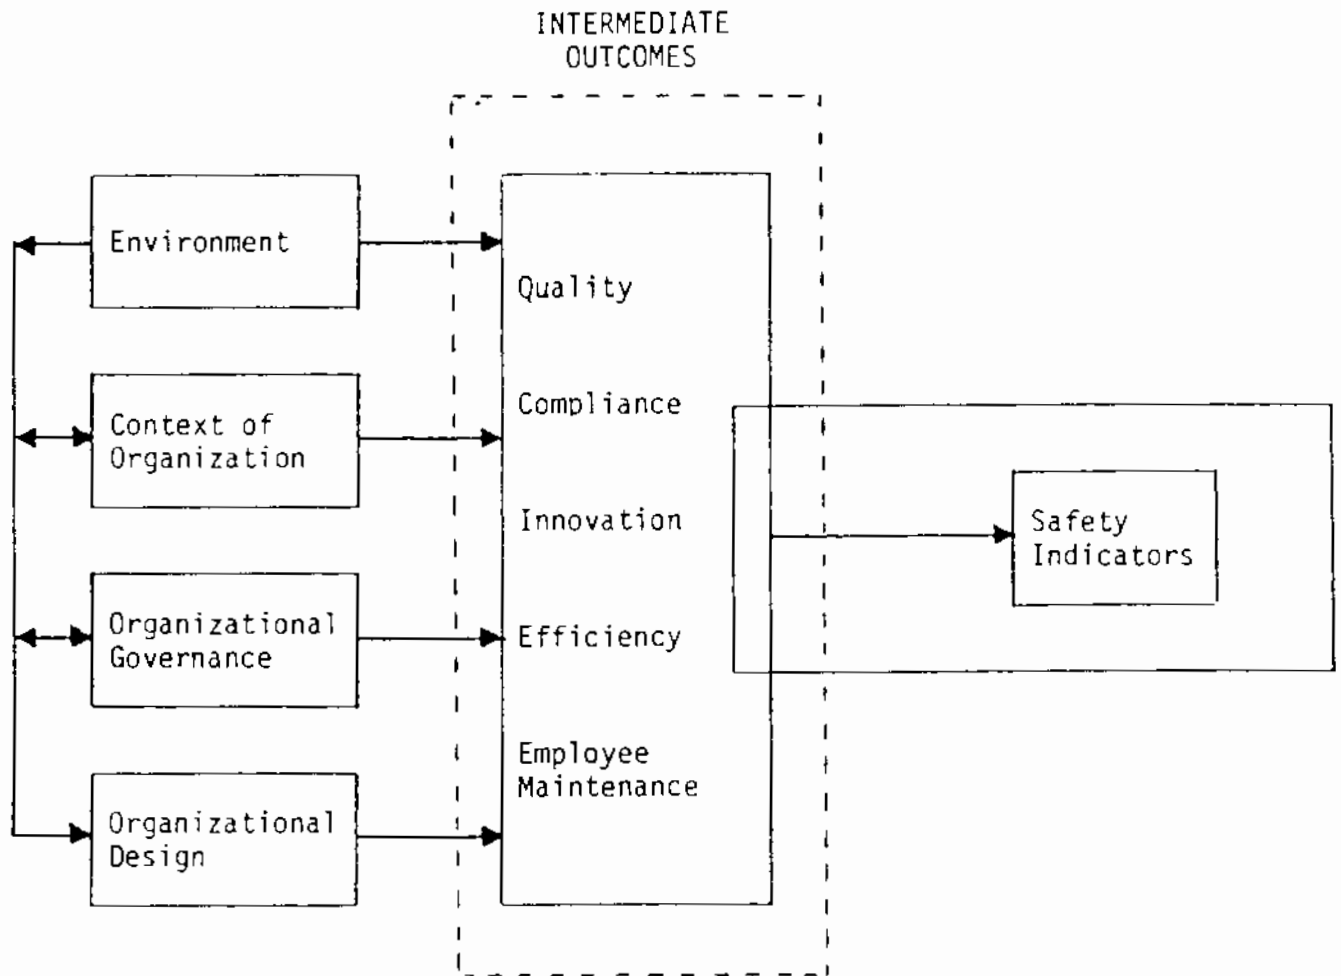 INTERMEDIATE
OUTCOMES
Environment
Context of
Organization
Organizational
Governance
Organizational
Design
Quality
Compliance
Innovation
Efficiency
Employee
Maintenance
Safety
Indicators